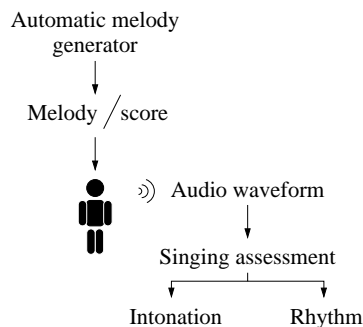 Automatic melody
generator
Melody / score
Audio waveform
Singing assessment
Intonation Rhythm